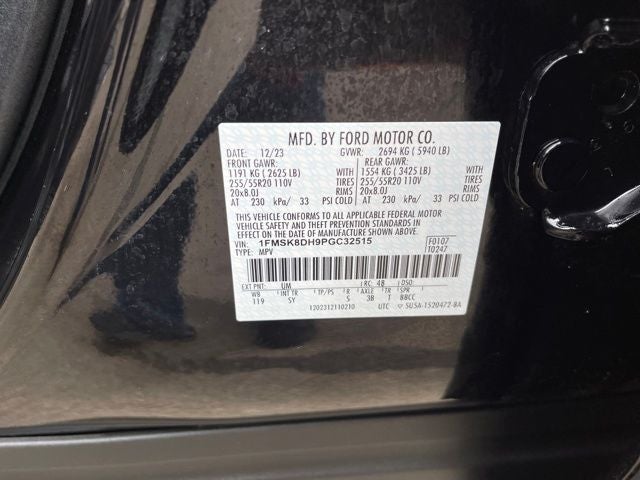 MFD. BY FORD MOTOR CO.
DATE: 12/23 GVWR: 2694 KG ( 5940 LB)
FRONT GAWR: REAR GAWR:
1191 KG ( 2625 LB) WITH 1554 KG ( 3425 LB) WITH
255/55R20 110V TIRES 255/55R20 110V TIRES
20x8.0J RIMS 20x8.0J RIMS
AT 230 kPa/ 33 PSI COLD AT 230 kPa/ 33 PSI COLD
THIS VEHICLE CONFORMS TO ALL APPLICABLE FEDERAL MOTOR
VEHICLE SAFETY AND THEFT PREVENTION STANDARDS IN EFFECT ON
THE DATE OF MANUFACTURE SHOWN ABOVE.
VIN: 1FMSK8DH9PGC32515 F0107
TYPE: MPV T0247
EXT PNT: UM RC: 48 DSO:
WB INT TR TP/PS R AXLE TR SPR
119 SY S 3B T BBCC
1202312110210 UTC 5U5A-1520472-BA